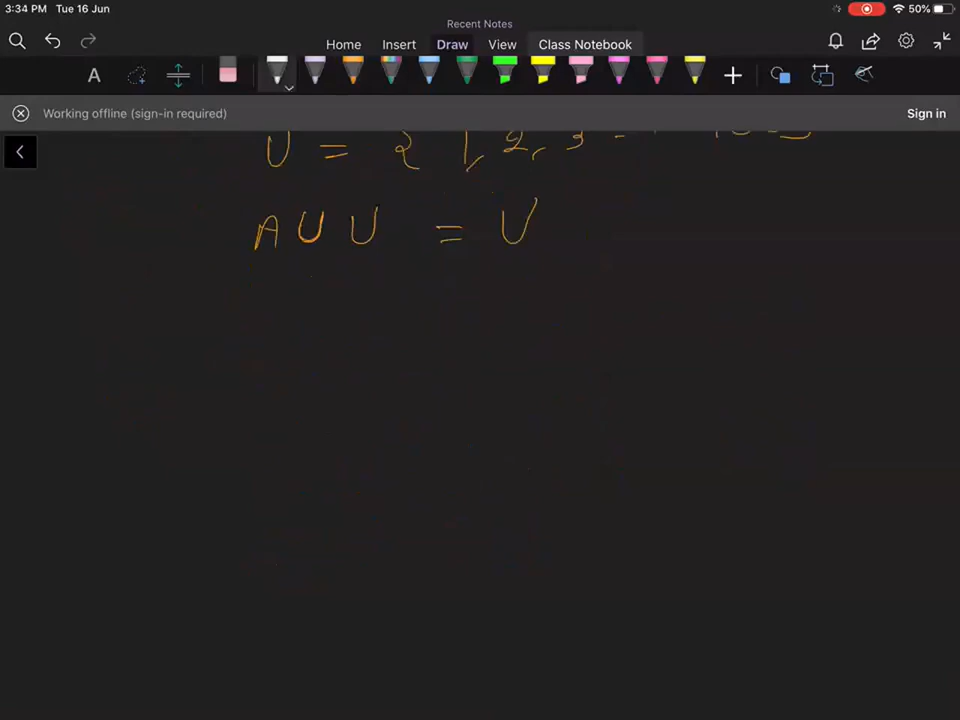 3:34 PM Tue 16 Jun 50%
Recent Notes
Home Insert Draw View Class Notebook
A
Working offline (sign-in required) Sign in
U = { 1, 2, 3 -
A U U = U